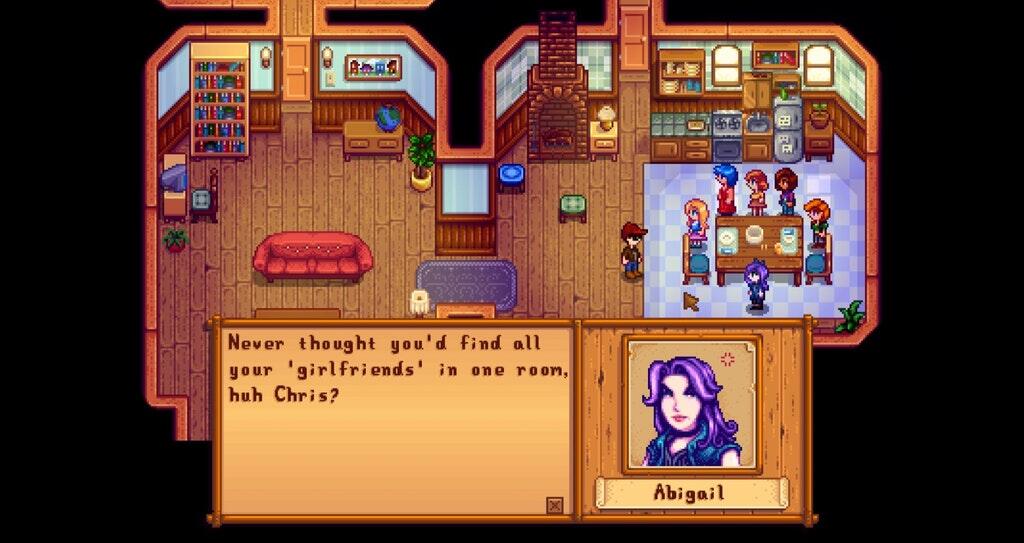 Never thought you'd find all
your 'girlfriends' in one room,
huh Chris?
Abigail